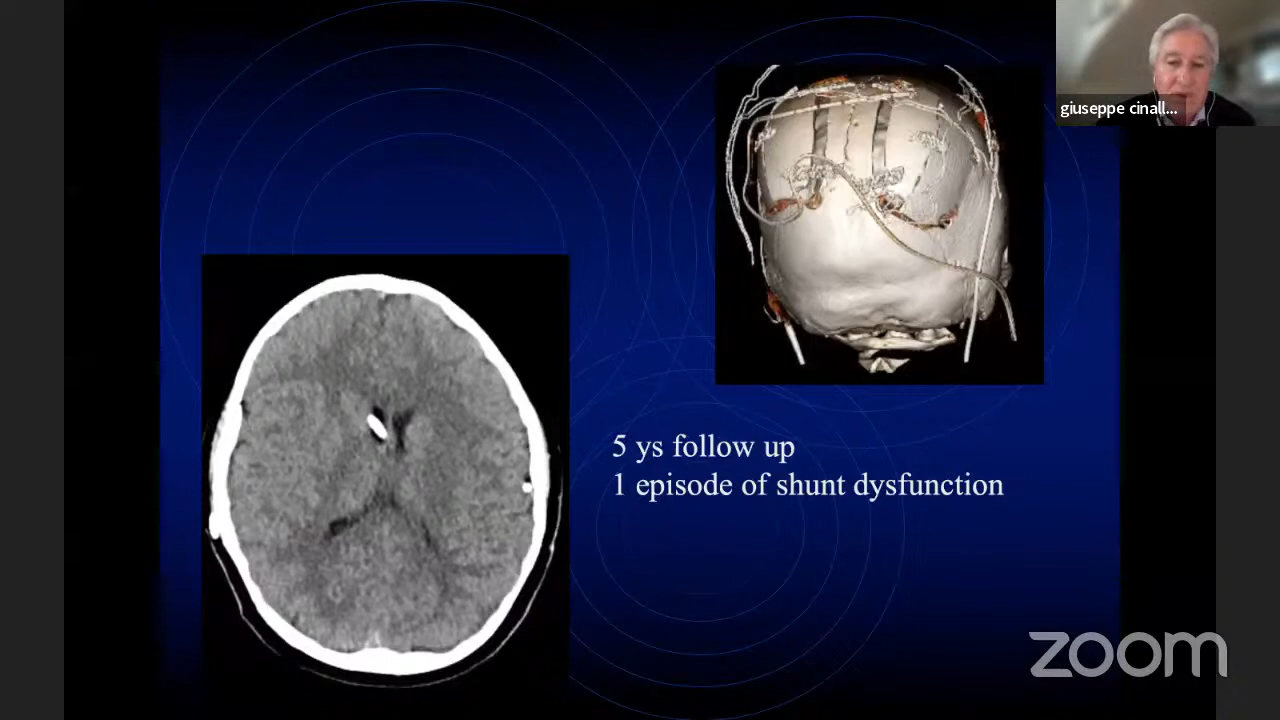 giuseppe cinall...
5 ys follow up
1 episode of shunt dysfunction
zoom